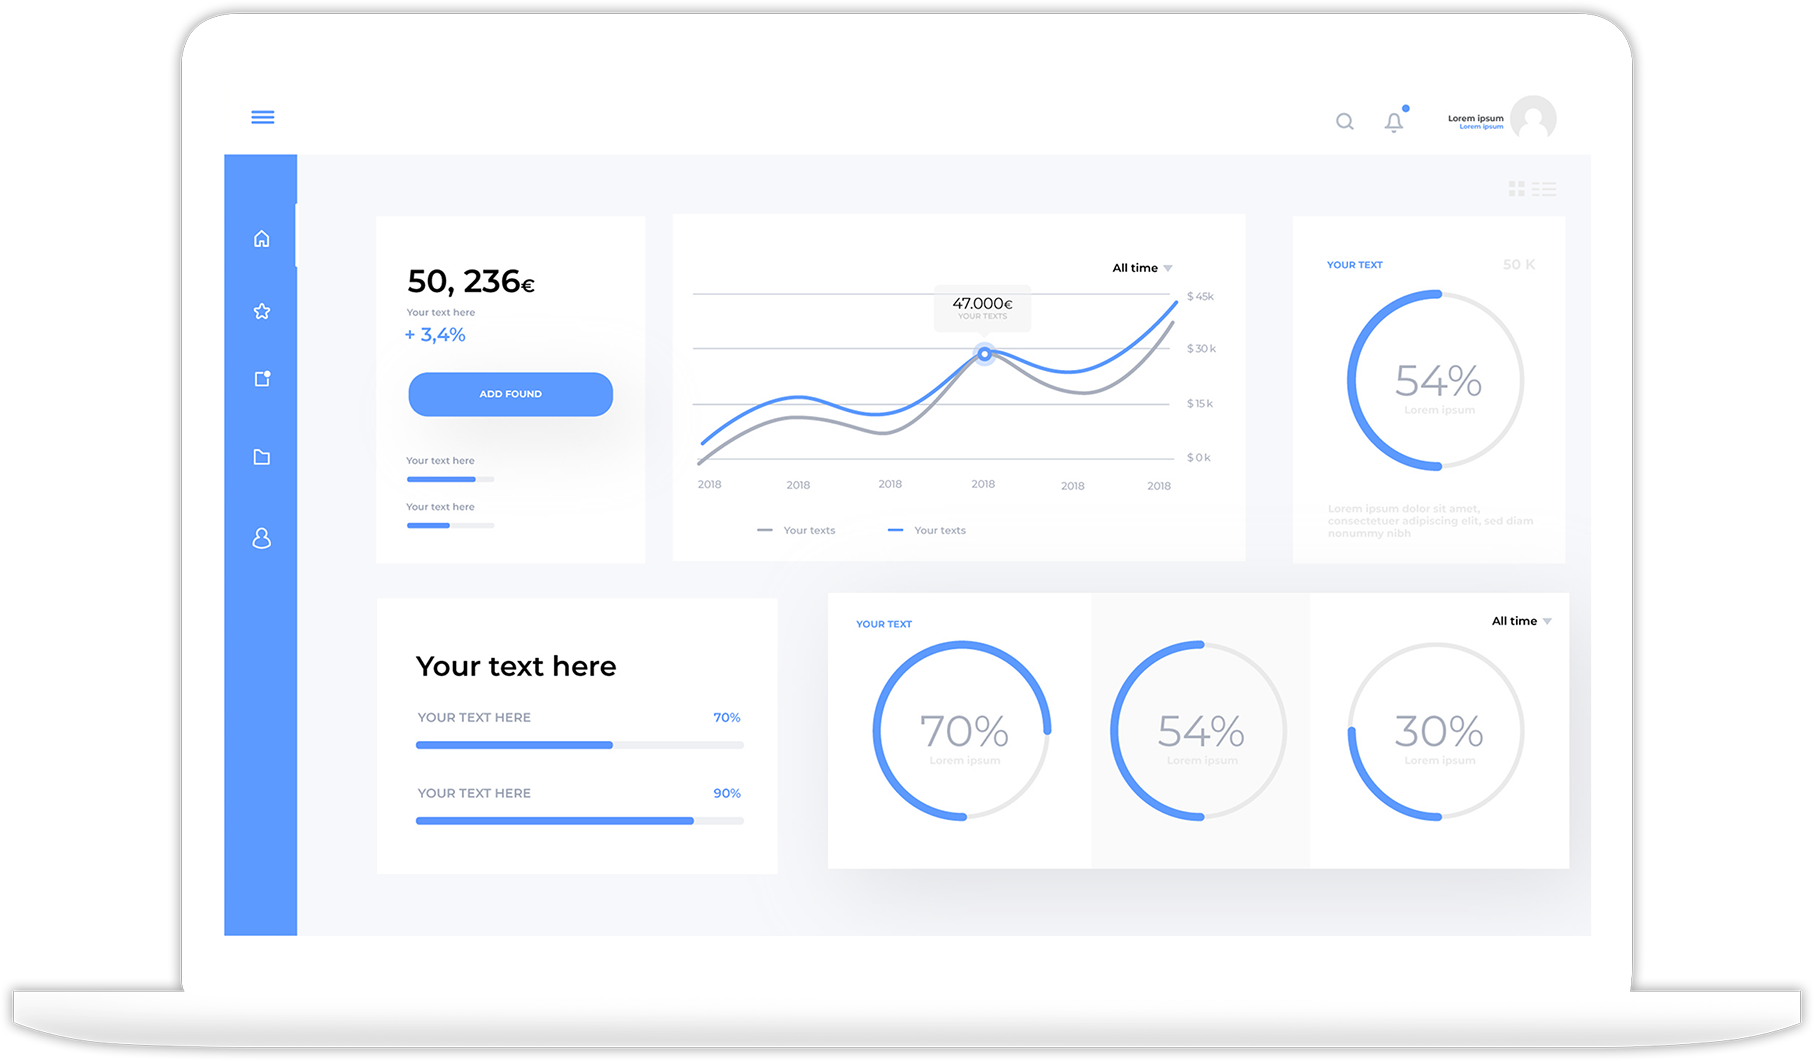 Lorem ipsum
Lorem ipsum
50, 236€
Your text here
+ 3,4%
ADD FOUND
Your text here
Your text here
All time
47.000€
YOUR TEXTS
$ 45k
$ 30 k
$ 15 k
$ 0 k
2018 2018 2018 2018 2018 2018
Your texts Your texts
YOUR TEXT 50 K
54%
Lorem ipsum
Lorem ipsum dolor sit amet,
consectetuer adipiscing elit, sed diam
nonummy nibh
Your text here
YOUR TEXT HERE 70%
YOUR TEXT HERE 90%
YOUR TEXT All time
70% 54% 30%
Lorem ipsum Lorem ipsum Lorem ipsum